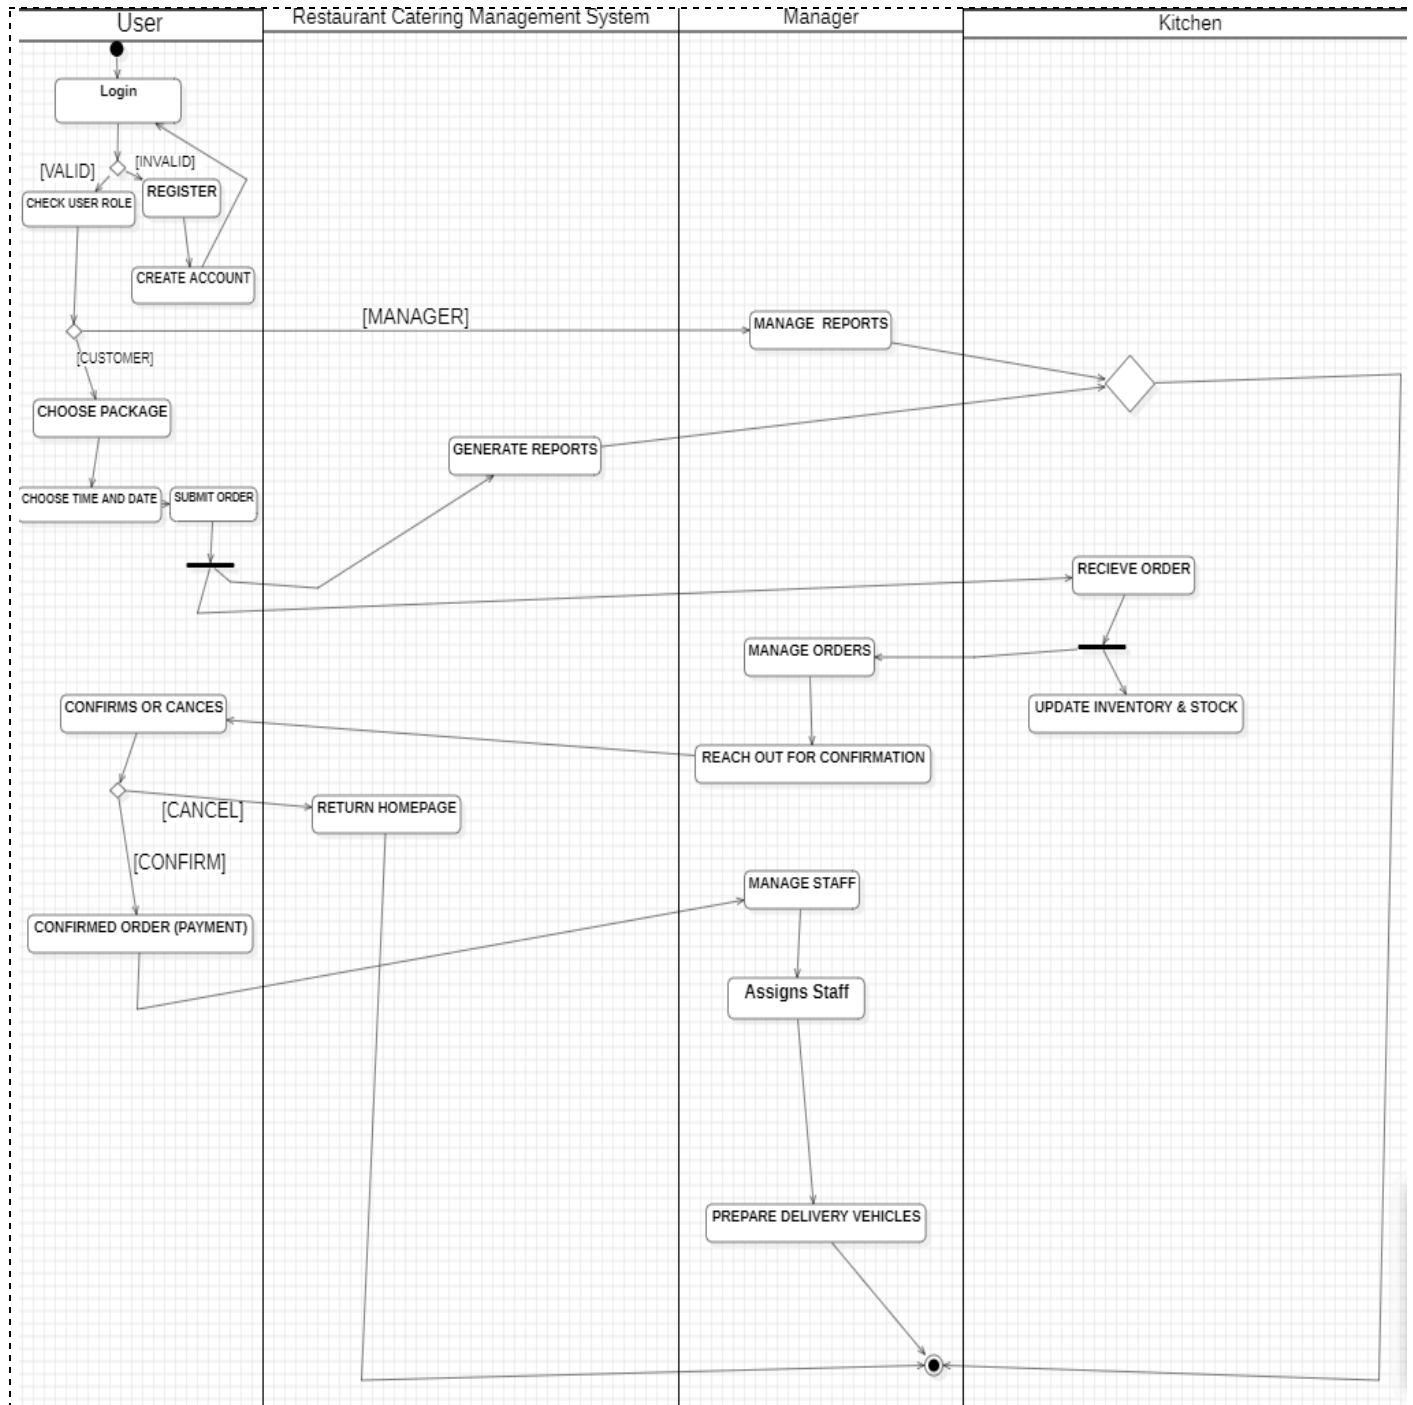 User
Restaurant Catering Management System
Manager
Kitchen
Login
[VALID]
[INVALID]
CHECK USER ROLE
REGISTER
CREATE ACCOUNT
[MANAGER]
MANAGE  REPORTS
[CUSTOMER]
CHOOSE PACKAGE
GENERATE REPORTS
CHOOSE TIME AND DATE
SUBMIT ORDER
RECIEVE ORDER
MANAGE ORDERS
CONFIRMS OR CANCES
UPDATE INVENTORY & STOCK
REACH OUT FOR CONFIRMATION
[CANCEL]
RETURN HOMEPAGE
[CONFIRM]
MANAGE STAFF
CONFIRMED ORDER (PAYMENT)
Assigns Staff
PREPARE DELIVERY VEHICLES